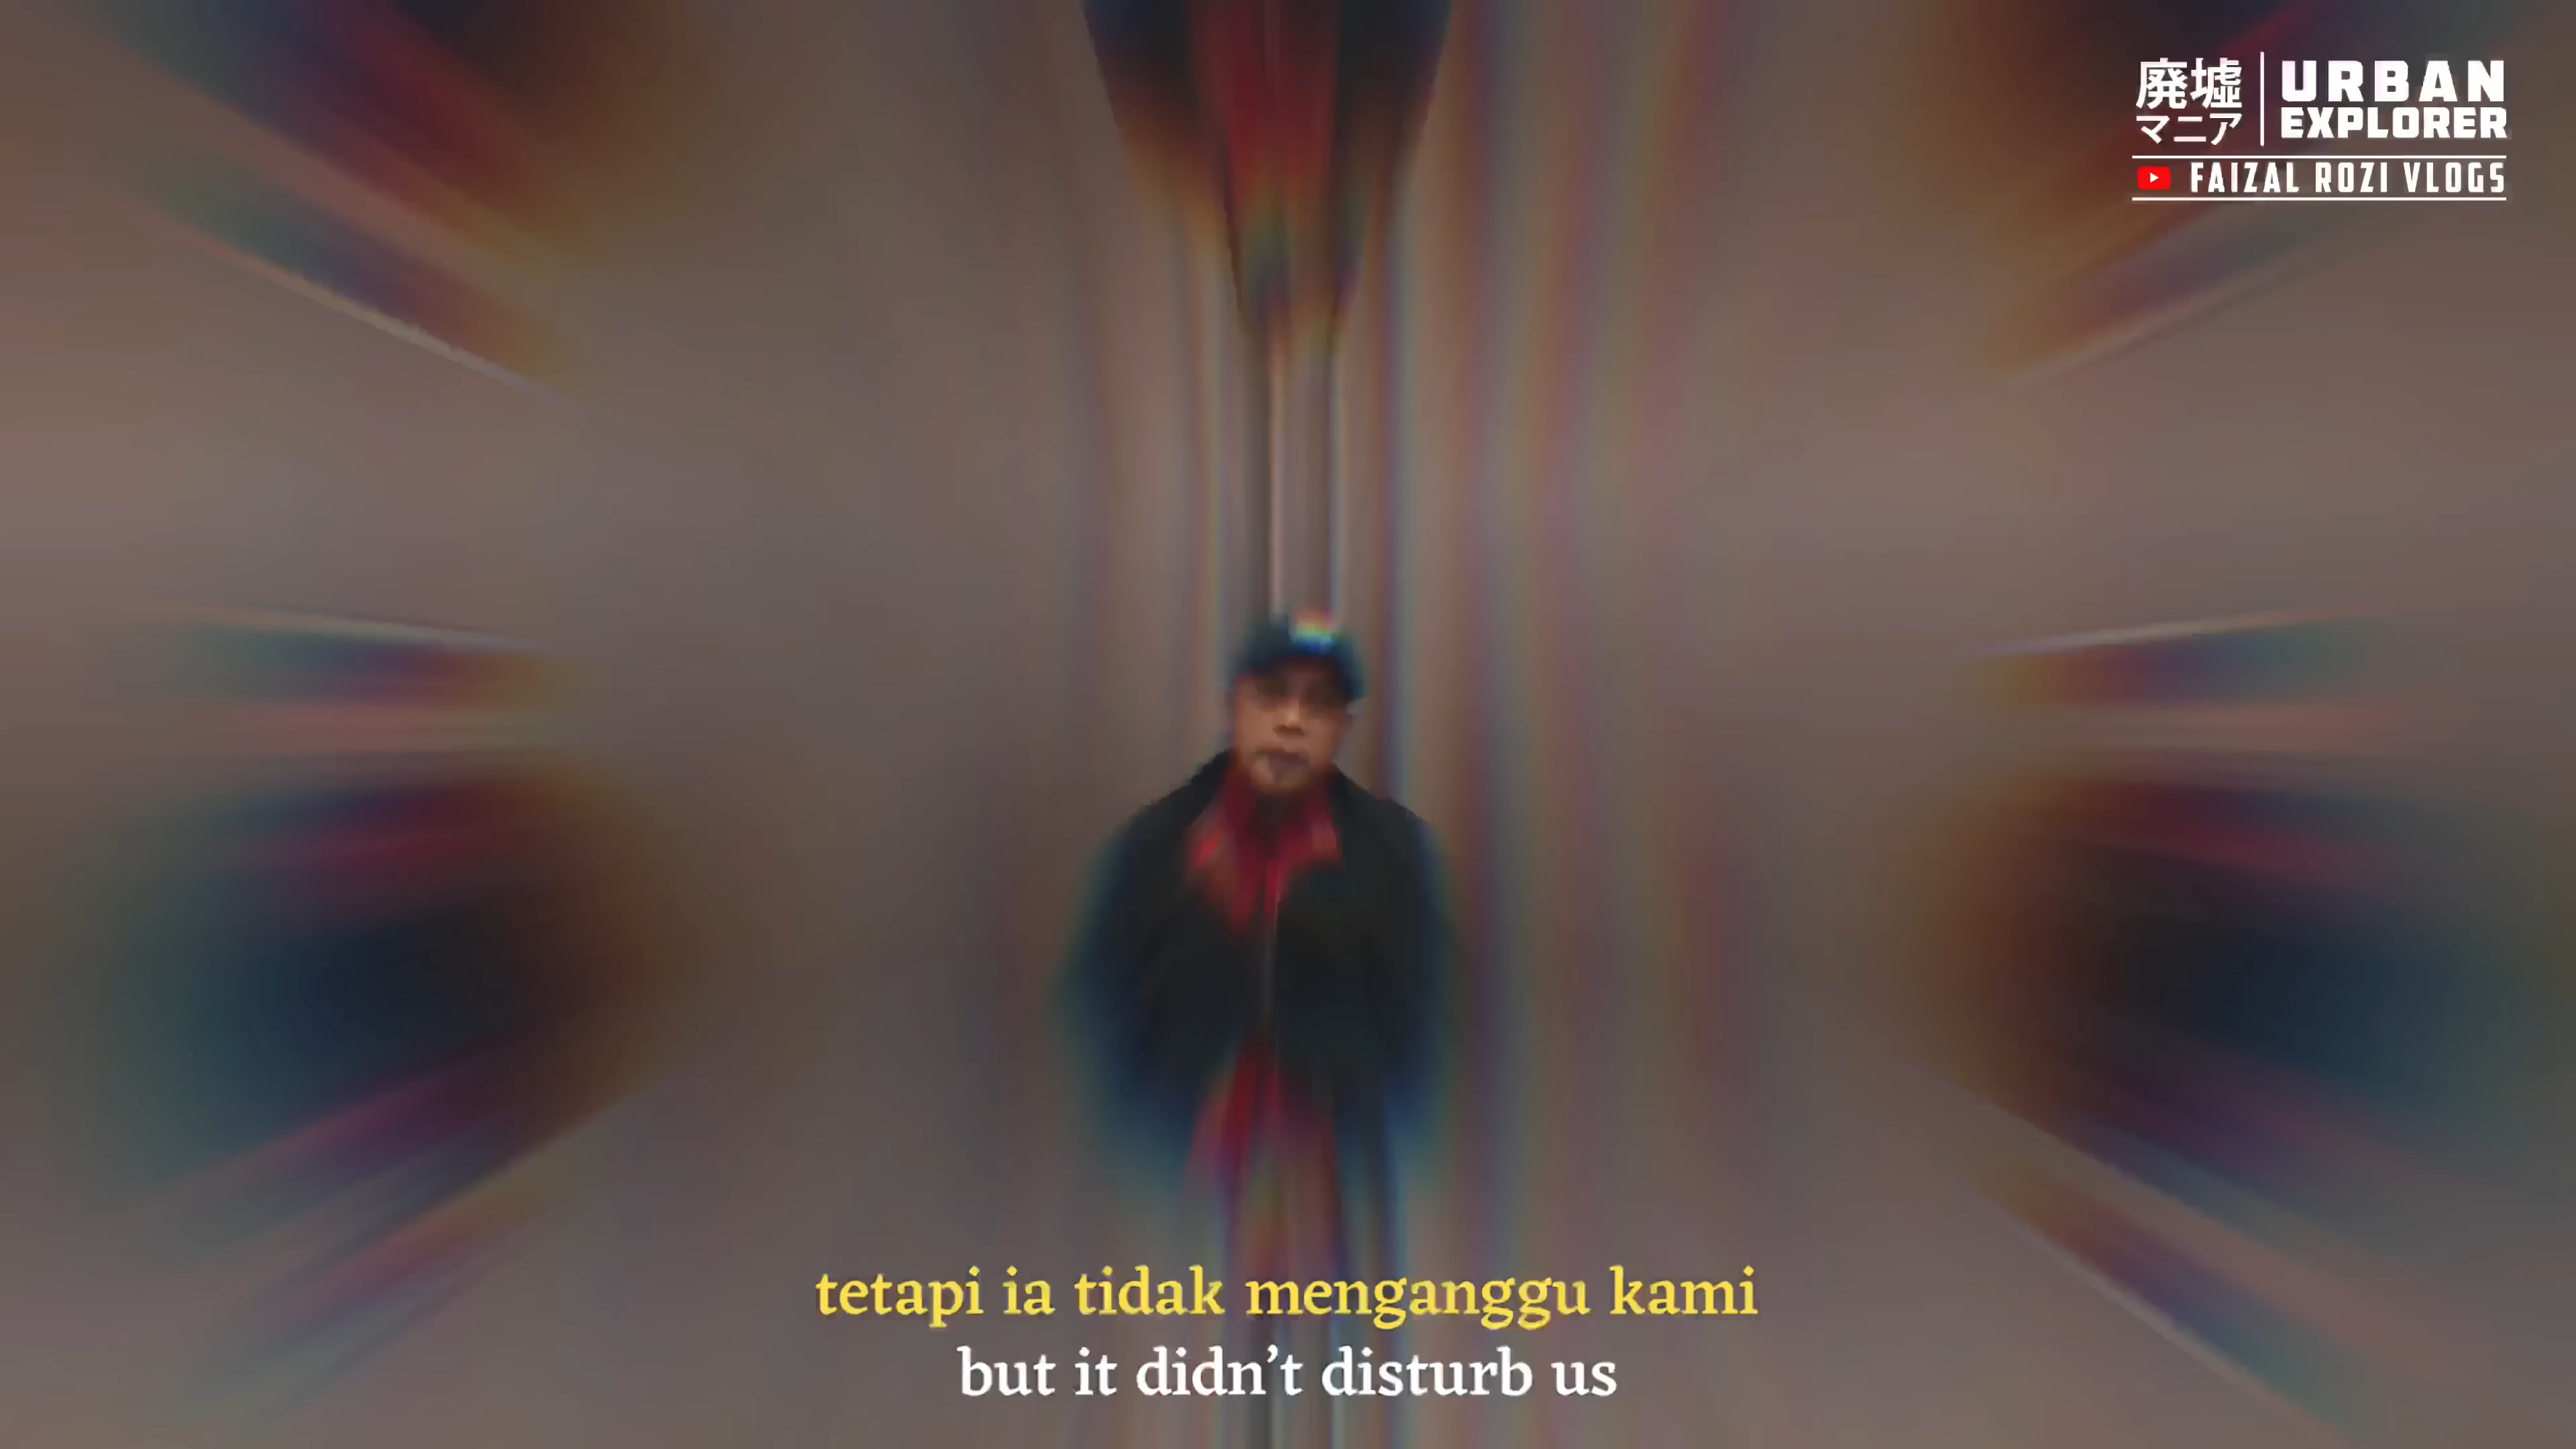 廃墟
マニア
URBAN
EXPLORER
FAIZAL ROZI VLOGS
tetapi ia tidak menganggu kami
but it didn't disturb us